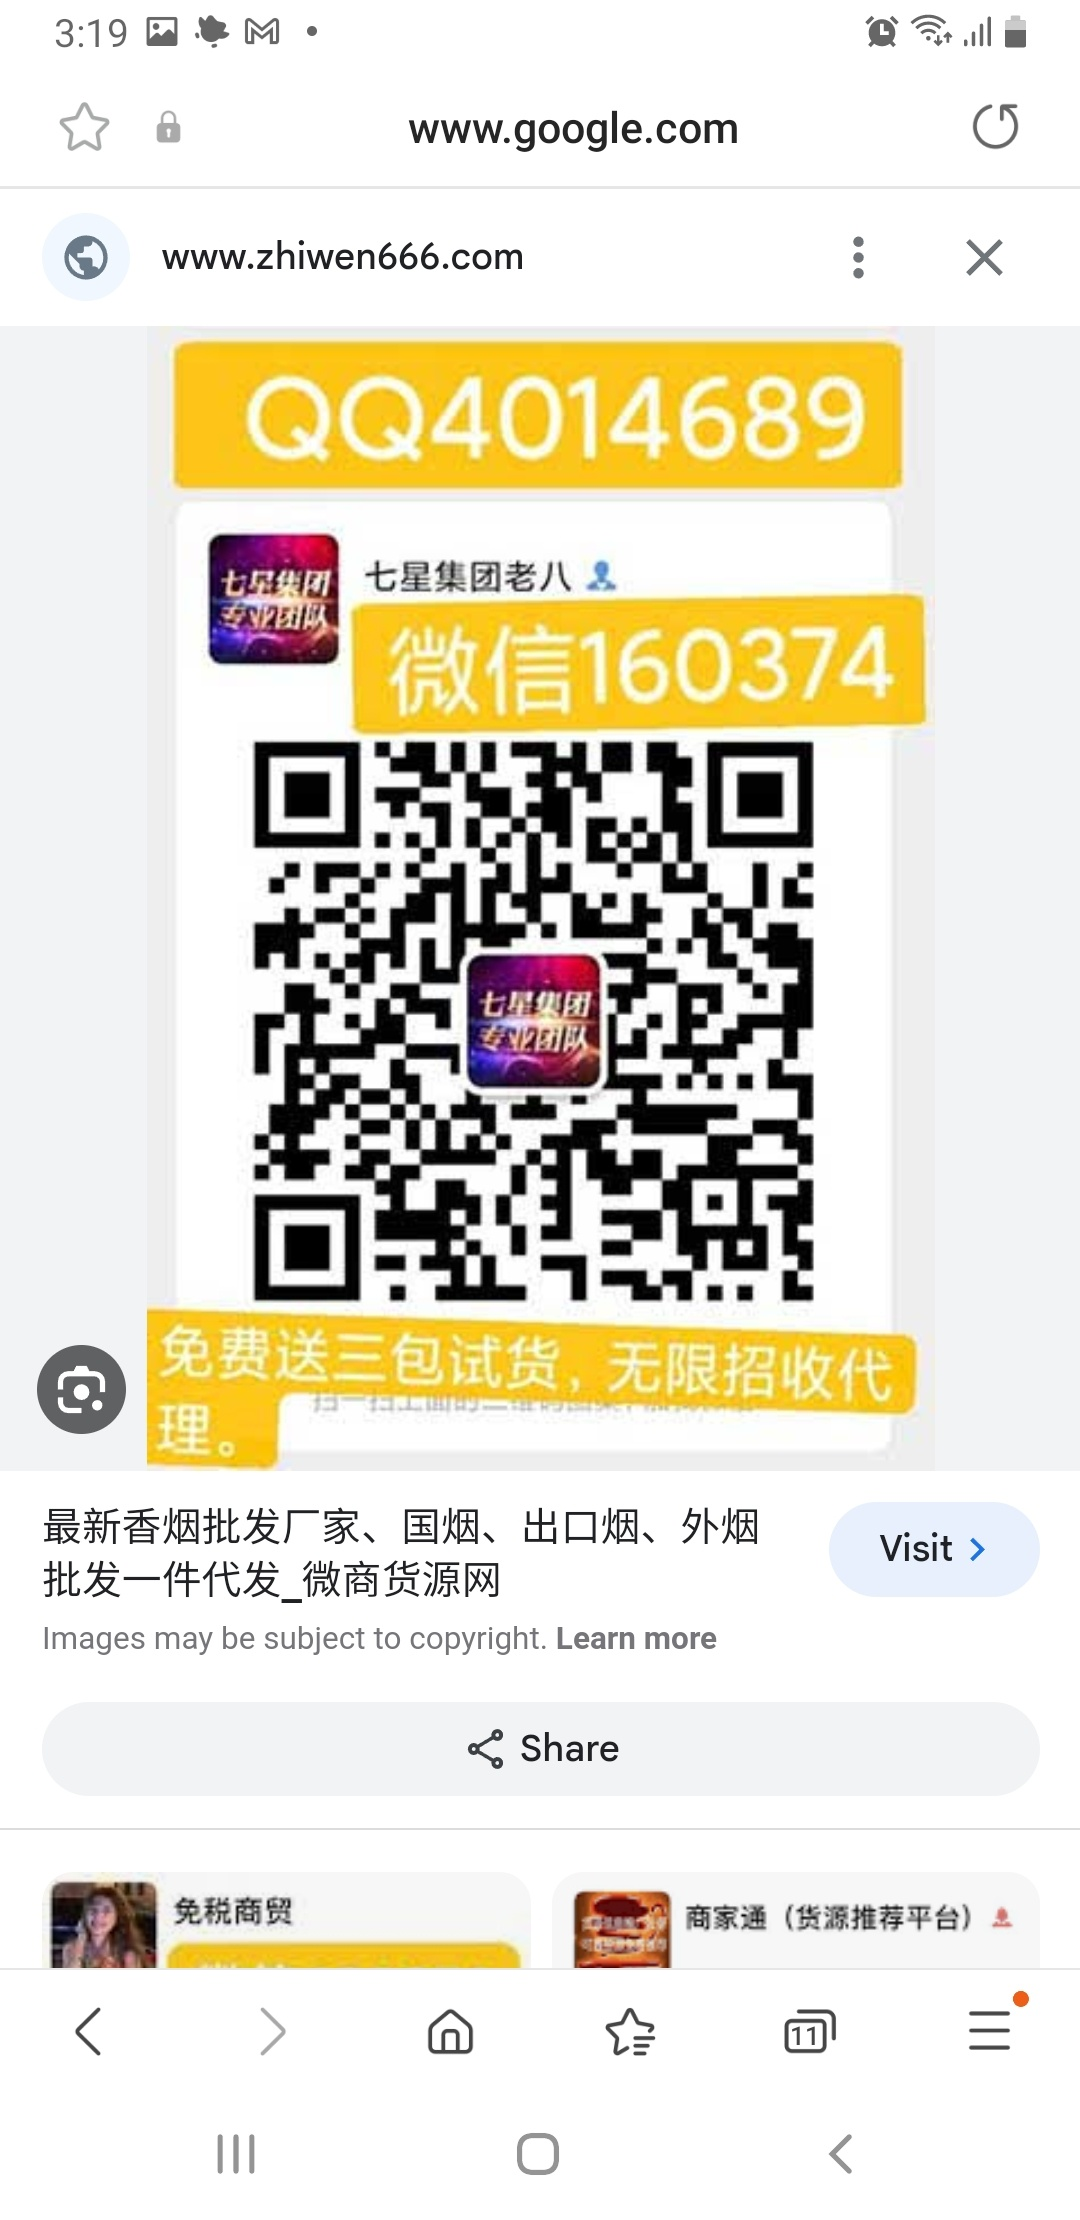 3:19
www.google.com
www.zhiwen666.com
QQ4014689
七星集团
专业团队
七星集团老八
微信160374
七星集团
专业团队
免费送三包试货，无限招收代
理。
最新香烟批发厂家、国烟、出口烟、外烟
批发一件代发_微商货源网
Visit
Images may be subject to copyright. Learn more
Share
免税商贸
商家通（货源推荐平台）
11